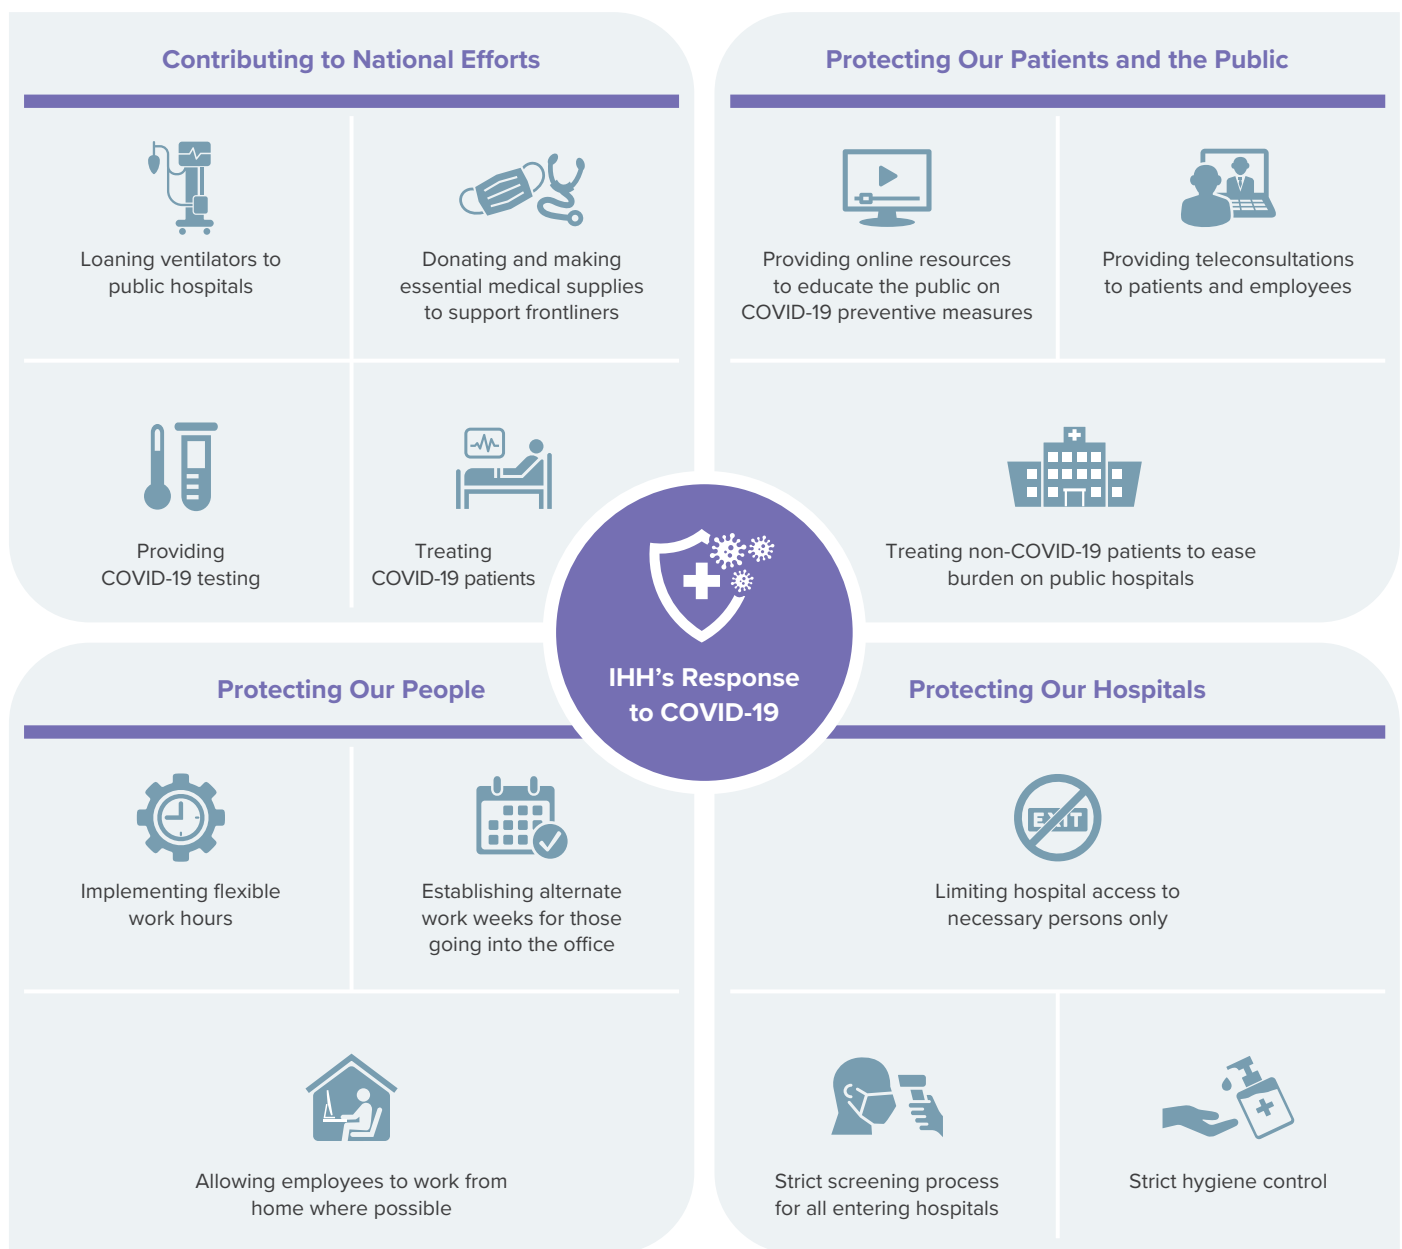 Contributing to National Efforts
Loaning ventilators to
public hospitals
Donating and making
essential medical supplies
to support frontliners
Providing
COVID-19 testing
Treating
COVID-19 patients
Protecting Our Patients and the Public
Providing online resources
to educate the public on
COVID-19 preventive measures
Providing teleconsultations
to patients and employees
Treating non-COVID-19 patients to ease
burden on public hospitals
IHH’s Response
to COVID-19
Protecting Our People
Implementing flexible
work hours
Establishing alternate
work weeks for those
going into the office
Allowing employees to work from
home where possible
Protecting Our Hospitals
EXIT
Limiting hospital access to
necessary persons only
Strict screening process
for all entering hospitals
Strict hygiene control